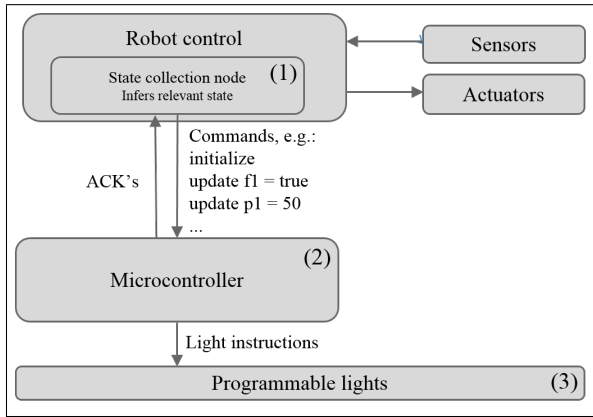 Robot control
State collection node
(1)
Infers relevant state
Sensors
Actuators
Commands, e.g.:
initialize
update f1 = true
update p1 = 50
...
ACK's
(2)
Microcontroller
Light instructions
Programmable lights
(3)